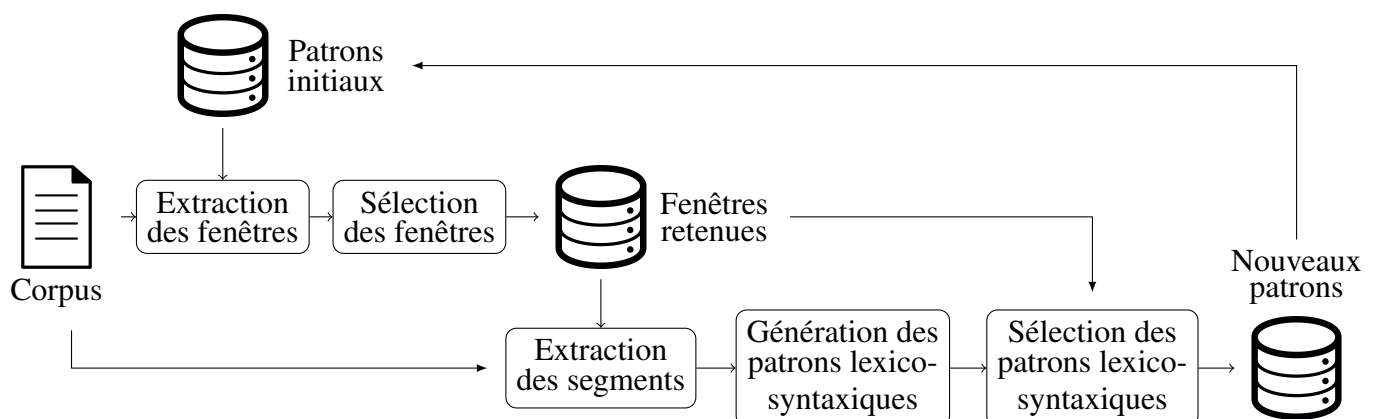 Patrons
initiaux
Extraction
des fenêtres
Sélection
des fenêtres
Fenêtres
retenues
Corpus
Nouveaux
patrons
Extraction
des segments
Génération des
patrons lexico-
syntaxiques
Sélection des
patrons lexico-
syntaxiques